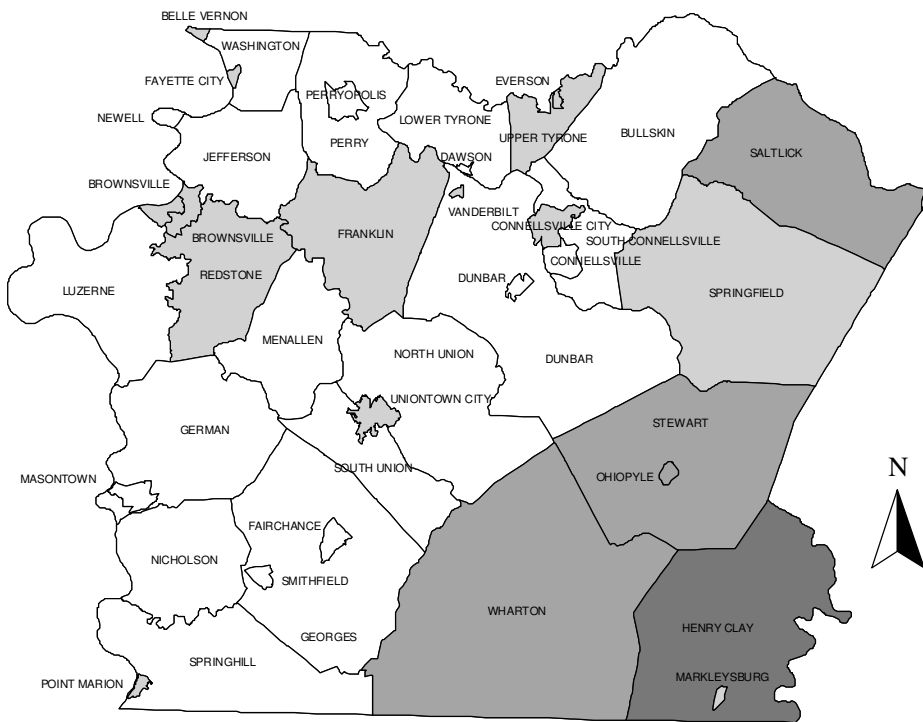 BELLE VERNON
WASHINGTON
FAYETTE CITY
EVERSON
PERRYOPOLIS
NEWELL
LOWER TYRONE
BULLSKIN
UPTER TYRONE
PERRY
JEFFERSON
SALTLICK
DAWSON
BROWNSVILLE
VANDERBILT
CONNELLSVILLE CITY
FRANKLIN
BROWNSVILLE
SOUTH CONNELLSVILLE
CONNELLSVILLE
REDSTONE
DUNBAR
LUZERNE
SPRINGFIELD
MENALLEN
NORTH UNION
DUNBAR
UNIONTOWN CITY
STEWART
GERMAN
SOUTH UNION
OHIOPYLE
MASONTOWN
N
FAIRCHANCE
NICHOLSON
SMITHFIELD
WHARTON
HENRY CLAY
GEORGES
SPRINGHILL
MARKLEYSBURG
POINT MARION